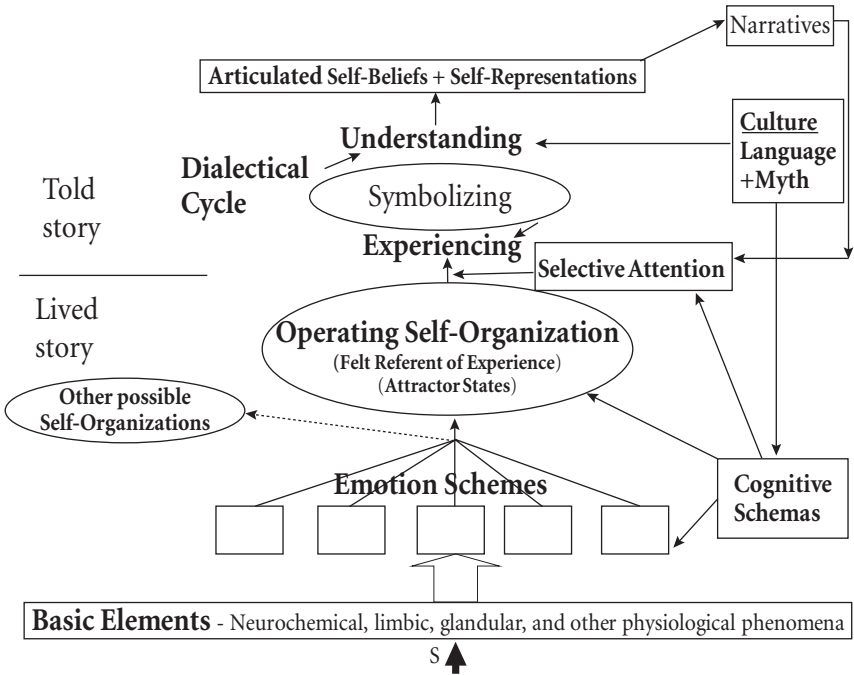 Narratives
Articulated Self-Beliefs + Self-Representations
Understanding
Culture
Language
+Myth
Dialectical
Cycle
Symbolizing
Told
story
Experiencing
Selective Attention
Lived
story
Operating Self-Organization
(Felt Referent of Experience)
(Attractor States)
Other possible
Self-Organizations
Emotion Schemes
Cognitive
Schemas
Basic Elements - Neurochemical, limbic, glandular, and other physiological phenomena
S